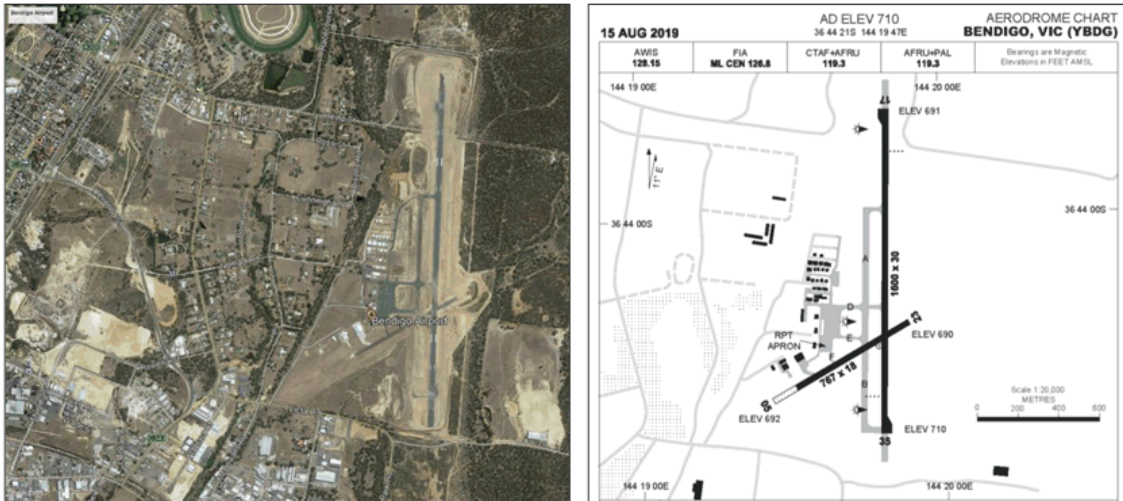 Bendigo Airport
Bendigo Airport
15 AUG 2019
AD ELEV 710
36 44 21S 144 19 47E
AERODROME CHART
BENDIGO, VIC (YBDG)
AWIS
128.15
FIA
ML CEN 126.8
CTAF+AFRU
119.3
AFRU+PAL
119.3
Bearings are Magnetic
Elevations in FEET AMSL
144 19 00E
144 20 00E
17
ELEV 691
11° E
36 44 00S
36 44 00S
A
1600 x 30
D
E
F
23
ELEV 690
RPT
APRON
767 x 18
B
05
ELEV 692
Scale 1:20,000
METRES
0 200 400 600
ELEV 710
35
144 19 00E
144 20 00E